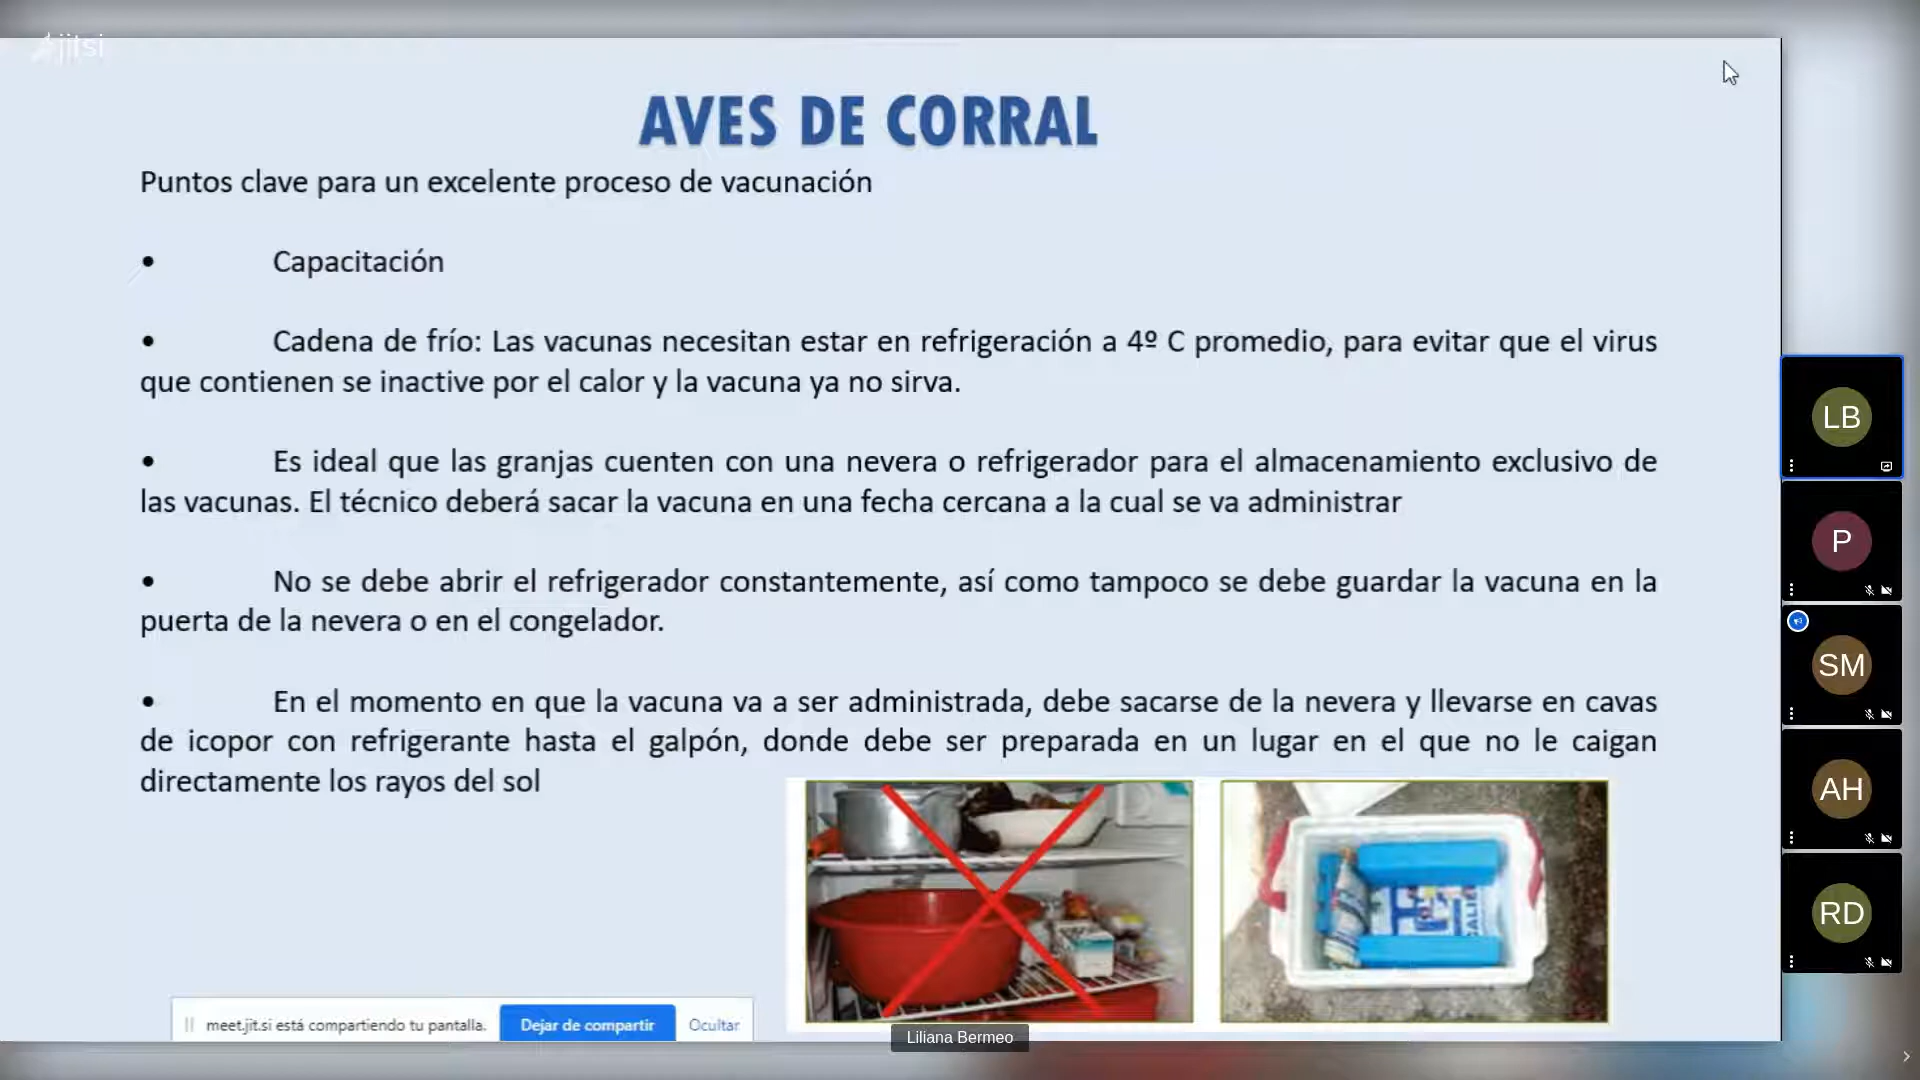 jitsi
AVES DE CORRAL
Puntos clave para un excelente proceso de vacunación
• Capacitación
• Cadena de frío: Las vacunas necesitan estar en refrigeración a 4º C promedio, para evitar que el virus
que contienen se inactive por el calor y la vacuna ya no sirva.
• Es ideal que las granjas cuenten con una nevera o refrigerador para el almacenamiento exclusivo de
las vacunas. El técnico deberá sacar la vacuna en una fecha cercana a la cual se va administrar
• No se debe abrir el refrigerador constantemente, así como tampoco se debe guardar la vacuna en la
puerta de la nevera o en el congelador.
• En el momento en que la vacuna va a ser administrada, debe sacarse de la nevera y llevarse en cavas
de icopor con refrigerante hasta el galpón, donde debe ser preparada en un lugar en el que no le caigan
directamente los rayos del sol
LB
P
SM
AH
RD
meet.jit.si está compartiendo tu pantalla.
Dejar de compartir
Ocultar
Liliana Bermeo